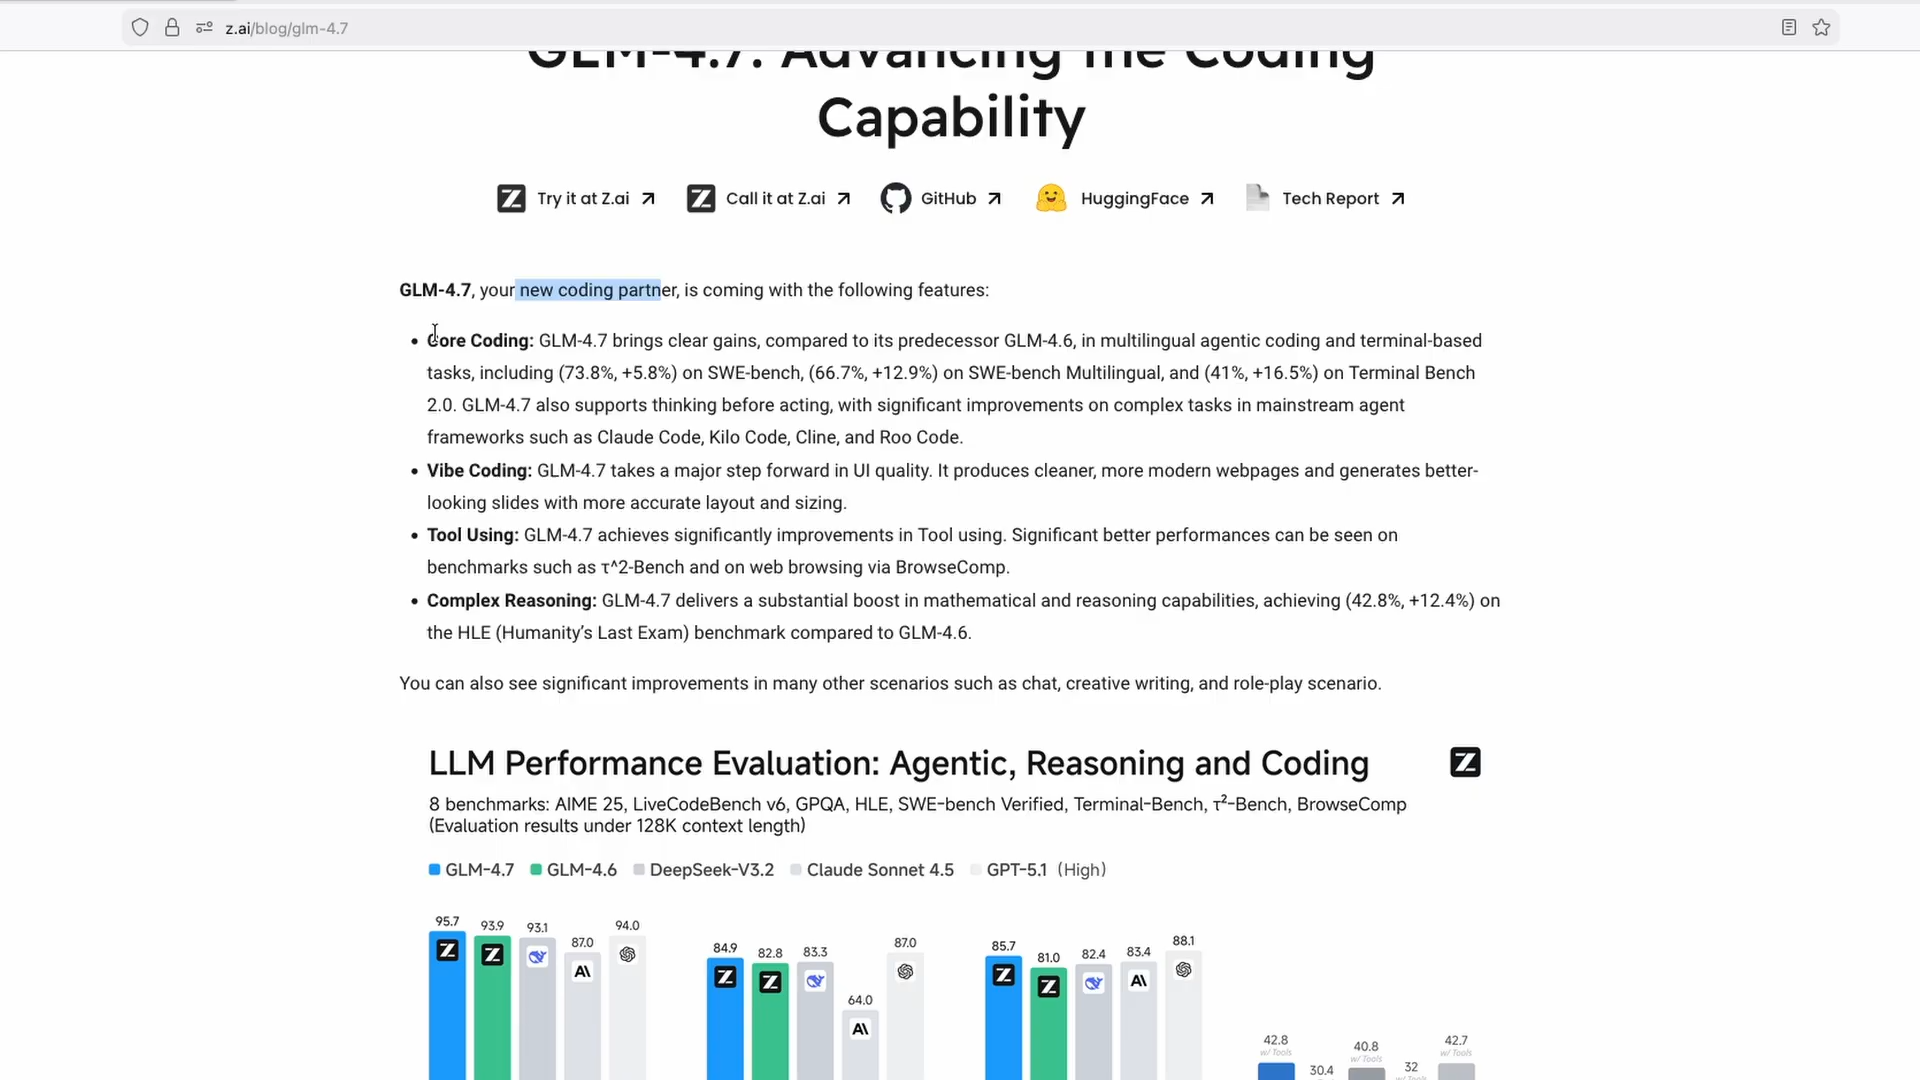 z.ai/blog/glm-4.7
GLM-4.7: Advancing the Coding
Capability
Try it at Z.ai
Call it at Z.ai
GitHub
HuggingFace
Tech Report
GLM-4.7, your new coding partner, is coming with the following features:
• Core Coding: GLM-4.7 brings clear gains, compared to its predecessor GLM-4.6, in multilingual agentic coding and terminal-based
tasks, including (73.8%, +5.8%) on SWE-bench, (66.7%, +12.9%) on SWE-bench Multilingual, and (41%, +16.5%) on Terminal Bench
2.0. GLM-4.7 also supports thinking before acting, with significant improvements on complex tasks in mainstream agent
frameworks such as Claude Code, Kilo Code, Cline, and Roo Code.
• Vibe Coding: GLM-4.7 takes a major step forward in UI quality. It produces cleaner, more modern webpages and generates better-
looking slides with more accurate layout and sizing.
• Tool Using: GLM-4.7 achieves significantly improvements in Tool using. Significant better performances can be seen on
benchmarks such as τ^2-Bench and on web browsing via BrowseComp.
• Complex Reasoning: GLM-4.7 delivers a substantial boost in mathematical and reasoning capabilities, achieving (42.8%, +12.4%) on
the HLE (Humanity’s Last Exam) benchmark compared to GLM-4.6.
You can also see significant improvements in many other scenarios such as chat, creative writing, and role-play scenario.
LLM Performance Evaluation: Agentic, Reasoning and Coding
8 benchmarks: AIME 25, LiveCodeBench v6, GPQA, HLE, SWE-bench Verified, Terminal-Bench, τ²-Bench, BrowseComp
(Evaluation results under 128K context length)
GLM-4.7 GLM-4.6 DeepSeek-V3.2 Claude Sonnet 4.5 GPT-5.1 (High)
95.7 93.9 93.1 87.0 94.0
84.9 82.8 83.3 64.0 87.0
85.7 81.0 82.4 83.4 88.1
42.8 30.4 40.8 32 42.7
w/ Tools w/ Tools w/ Tools w/ Tools w/ Tools